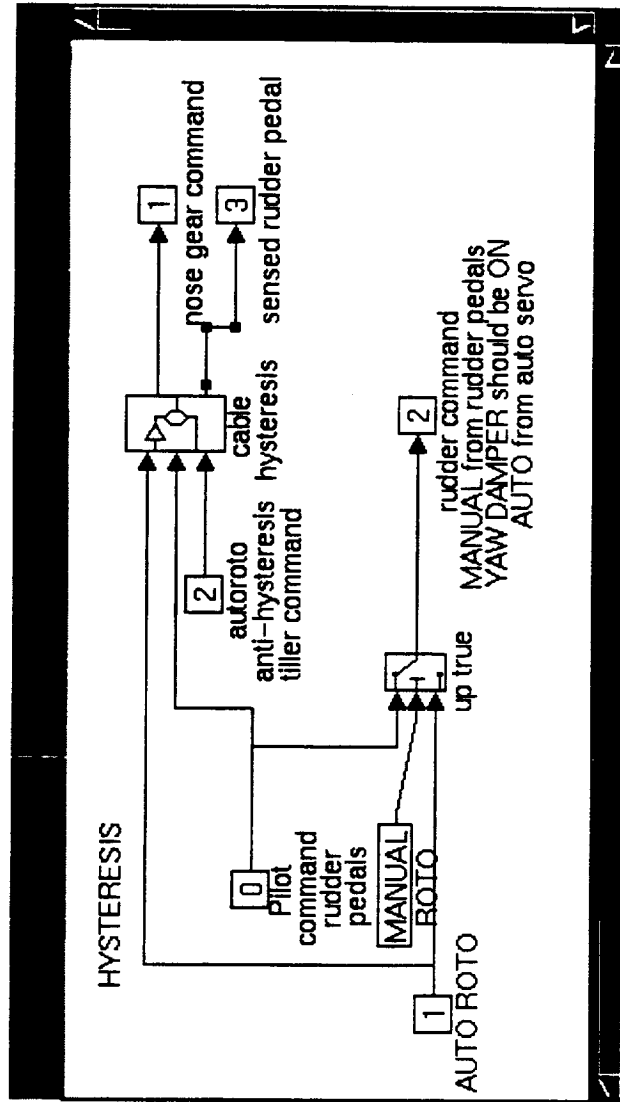 HYSTERESIS
1
AUTO ROTO
0
Pilot
command
rudder
pedals
MANUAL
ROTO
2
autoroto
anti-hysteresis
tiller command
cable
hysteresis
up true
1
nose gear command
3
sensed rudder pedal
2
rudder command
MANUAL from rudder pedals
YAW DAMPER should be ON
AUTO from auto servo